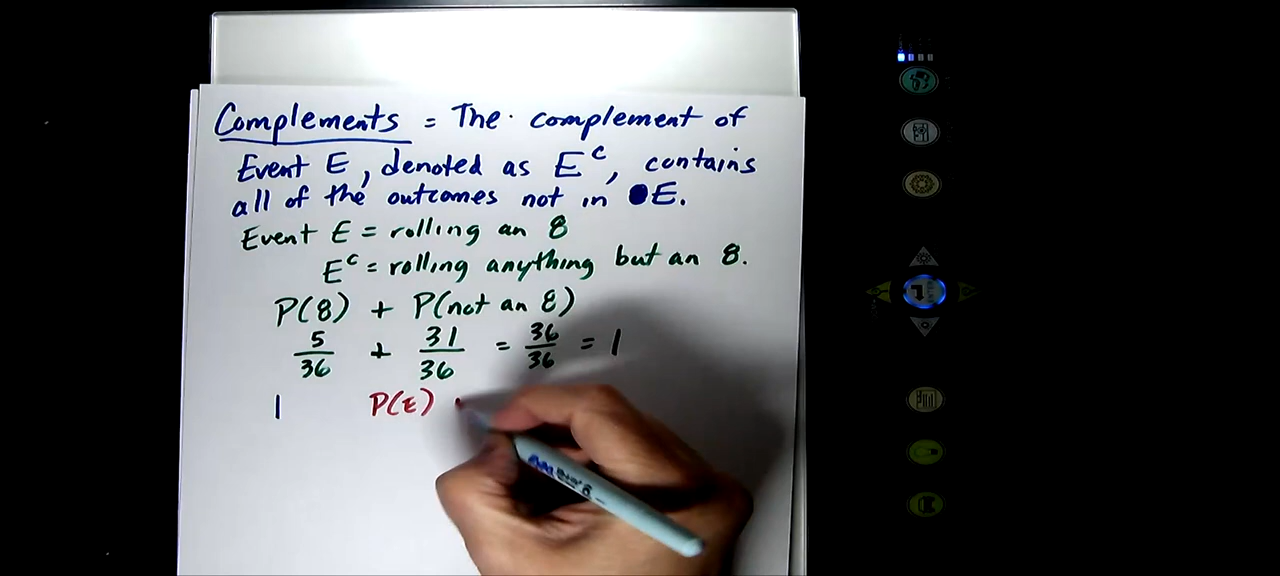 Complements = The complement of
Event E, denoted as E^c, contains
all of the outcomes not in E.
Event E = rolling an 8
E^c = rolling anything but an 8.
P(8) + P(not an 8)
5/36 + 31/36 = 36/36 = 1
1 P(E)